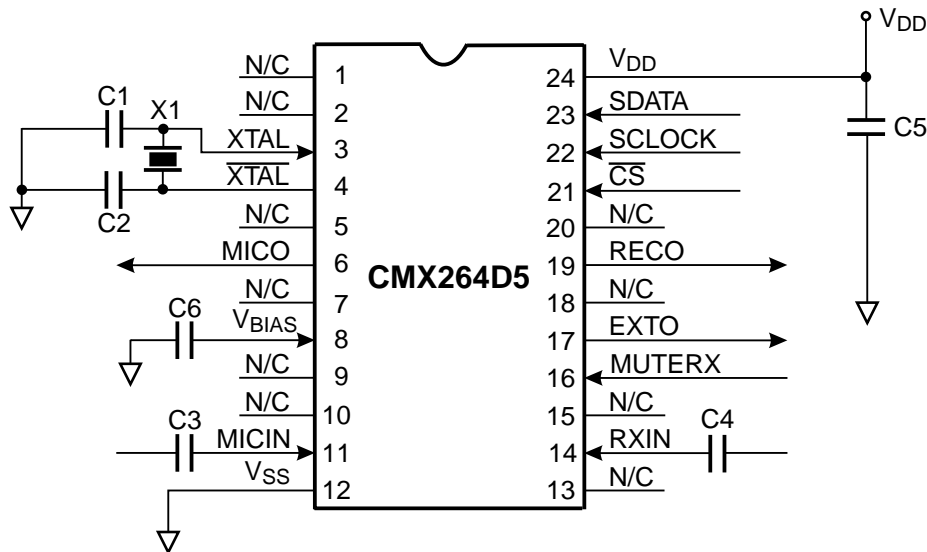 VDD
N/C 1 24 VDD
N/C 2 23 SDATA
C1 X1 XTAL 3 22 SCLOCK C5
C2 X̅T̅A̅L̅ 4 21 C̅S̅
N/C 5 20 N/C
MICO 6 CMX264D5 19 RECO
N/C 7 18 N/C
C6 VBIAS 8 17 EXTO
N/C 9 16 MUTERX
N/C 10 15 N/C
C3 MICIN 11 14 RXIN C4
VSS 12 13 N/C